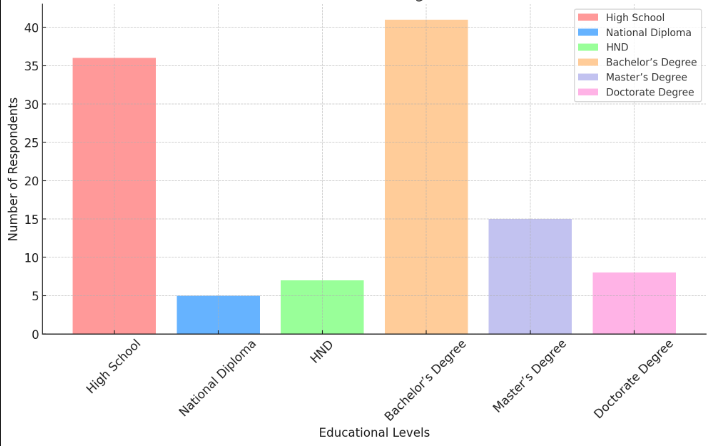 High School
National Diploma
HND
Bachelor's Degree
Master's Degree
Doctorate Degree
Number of Respondents
40
35
30
25
20
15
10
5
0
High School
National Diploma
HND
Bachelor's Degree
Master's Degree
Doctorate Degree
Educational Levels